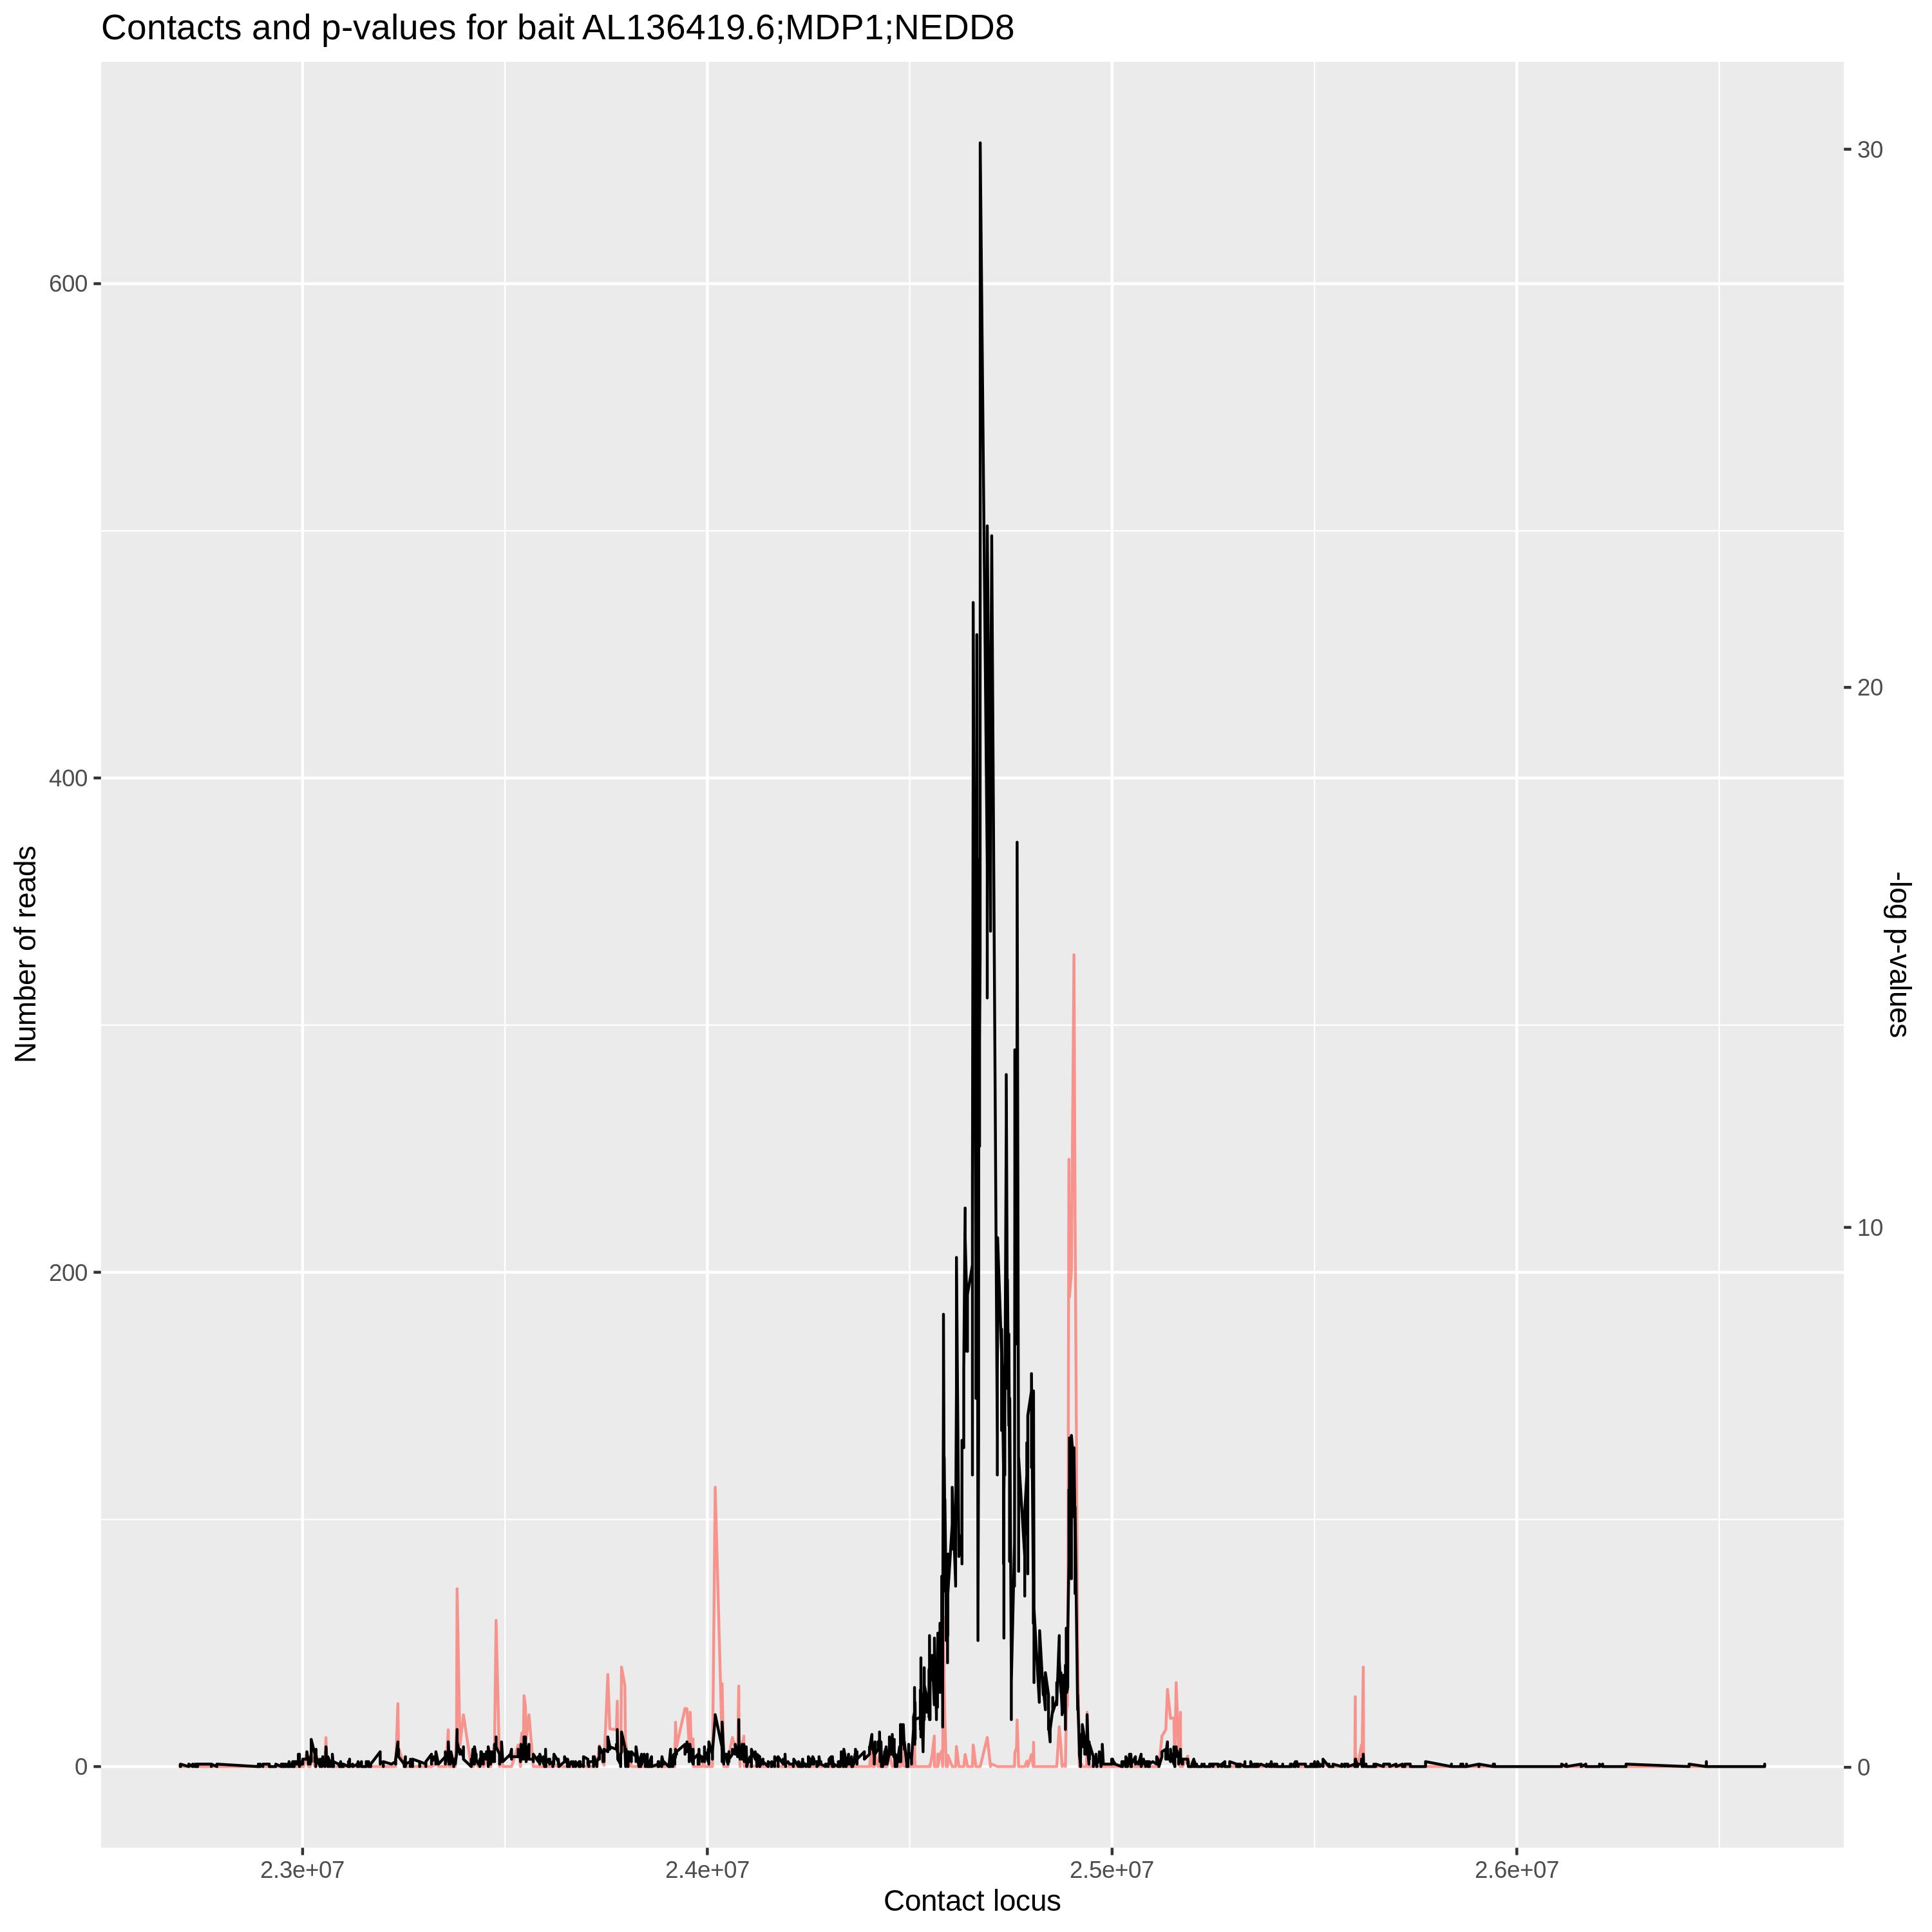 Contacts and p-values for bait AL136419.6;MDP1;NEDD8
600
400
200
0
Number of reads
30
20
10
0
-log p-values
2.3e+07
2.4e+07
2.5e+07
2.6e+07
Contact locus